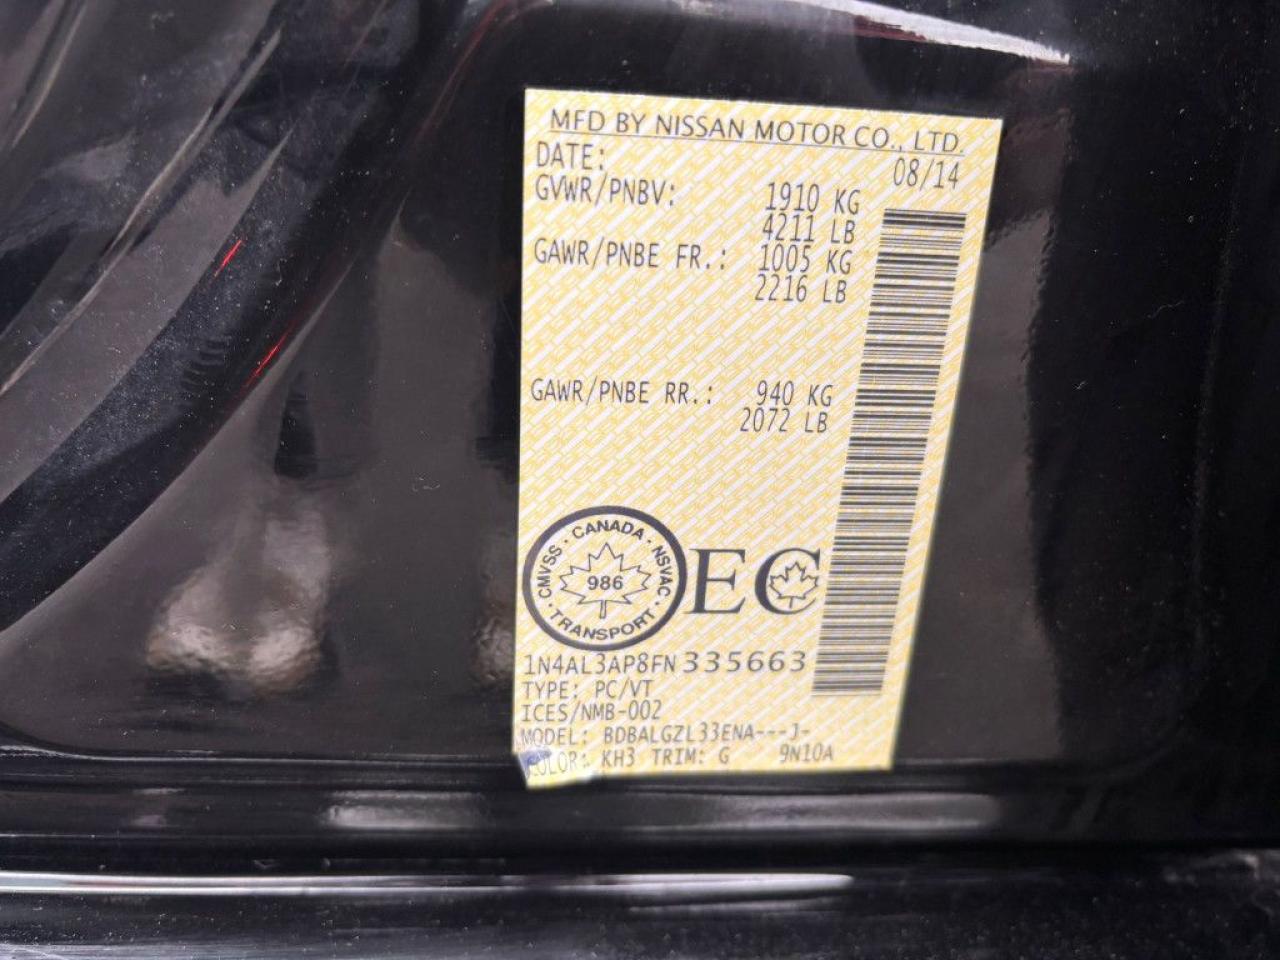 MFD BY NISSAN MOTOR CO., LTD.
DATE: 08/14
GVWR/PNBV: 1910 KG
4211 LB
GAWR/PNBE FR.: 1005 KG
2216 LB
GAWR/PNBE RR.: 940 KG
2072 LB
CANADA · NSVAC · TRANSPORT · CMVSS ·
986
EC
1N4AL3AP8FN335663
TYPE: PC/VT
ICES/NMB-002
MODEL: BDBALGZL33ENA---J-
COLOR: KH3 TRIM: G 9N10A